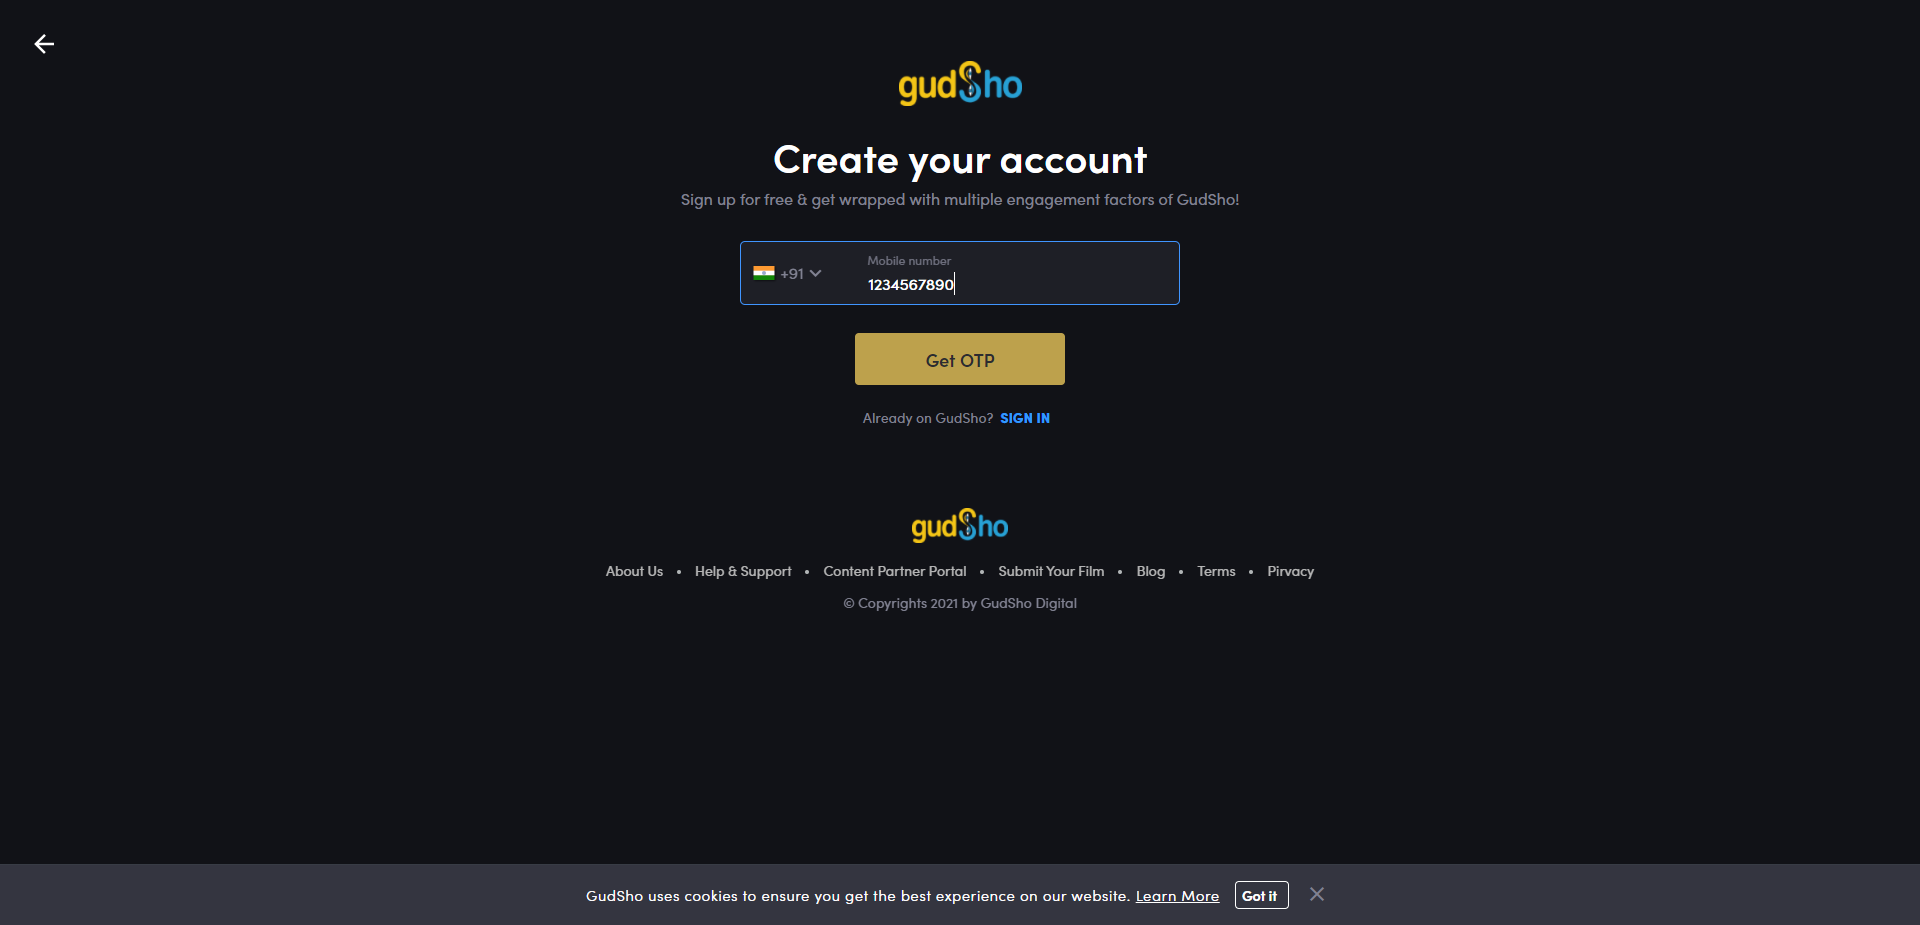 gudSho
Create your account
Sign up for free & get wrapped with multiple engagement factors of GudSho!
+91
Mobile number
1234567890
Get OTP
Already on GudSho? SIGN IN
gudSho
About Us • Help & Support • Content Partner Portal • Submit Your Film • Blog • Terms • Pirvacy
© Copyrights 2021 by GudSho Digital
GudSho uses cookies to ensure you get the best experience on our website. Learn More Got it